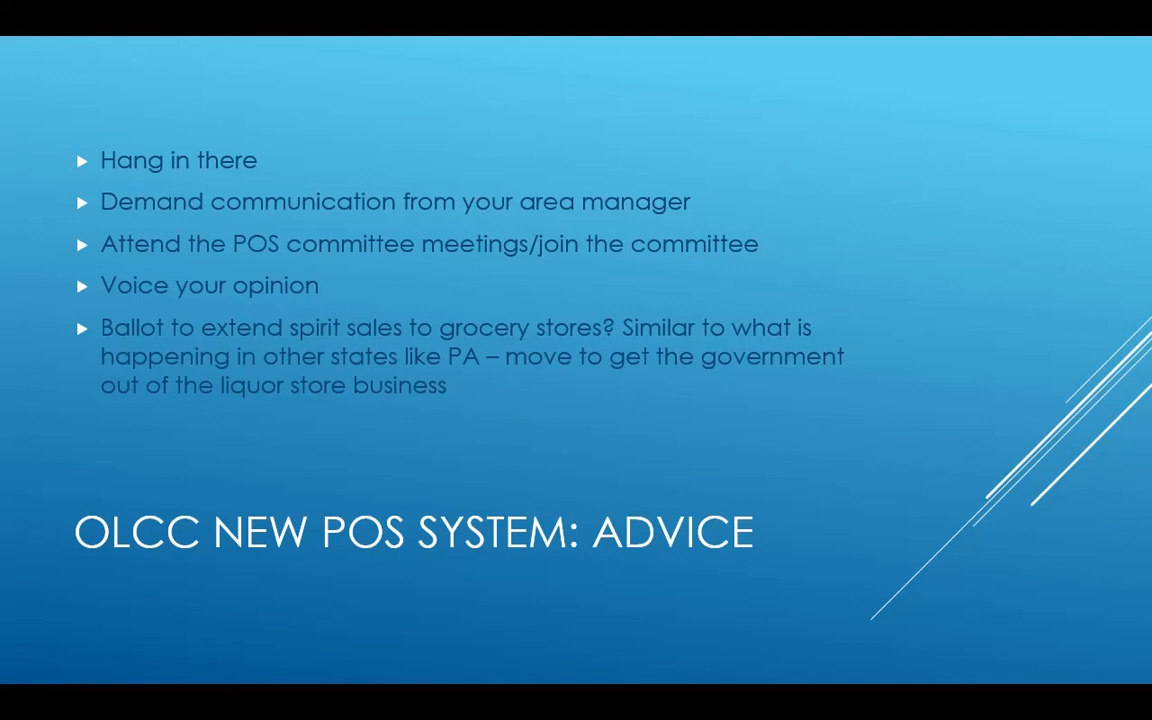 Hang in there
Demand communication from your area manager
Attend the POS committee meetings/join the committee
Voice your opinion
Ballot to extend spirit sales to grocery stores? Similar to what is
happening in other states like PA – move to get the government
out of the liquor store business
OLCC NEW POS SYSTEM: ADVICE